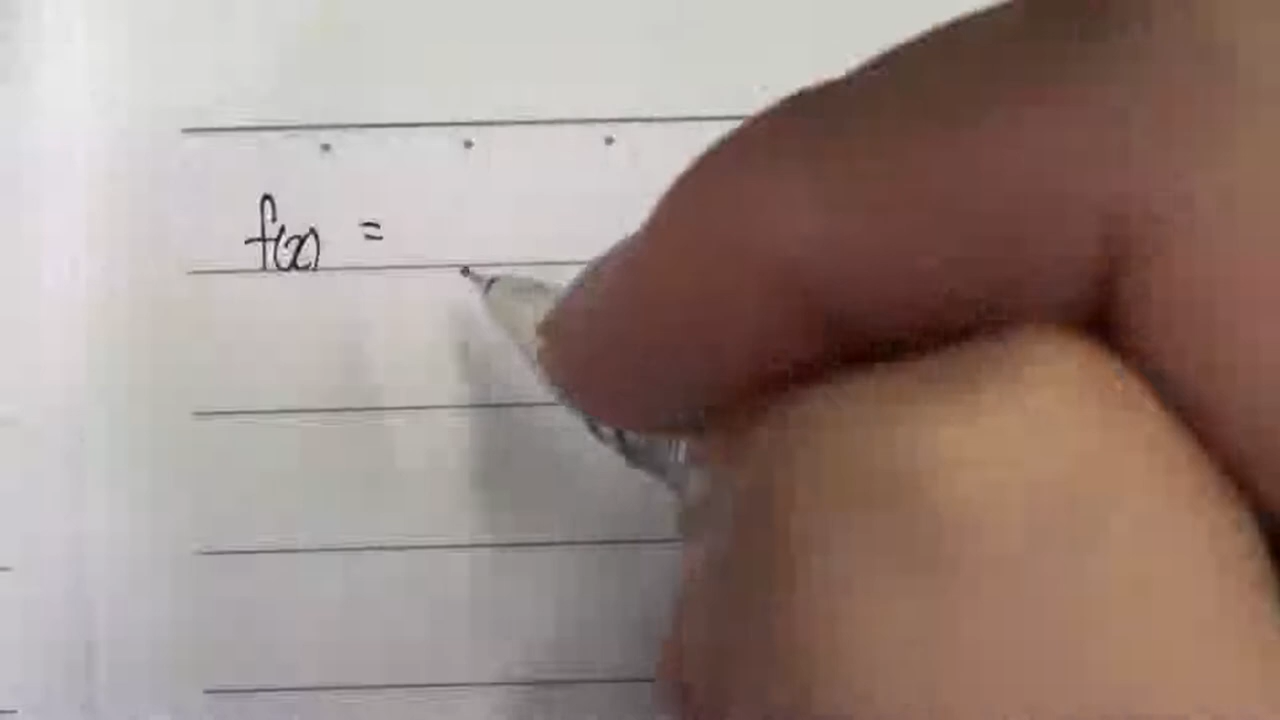 f(x) =